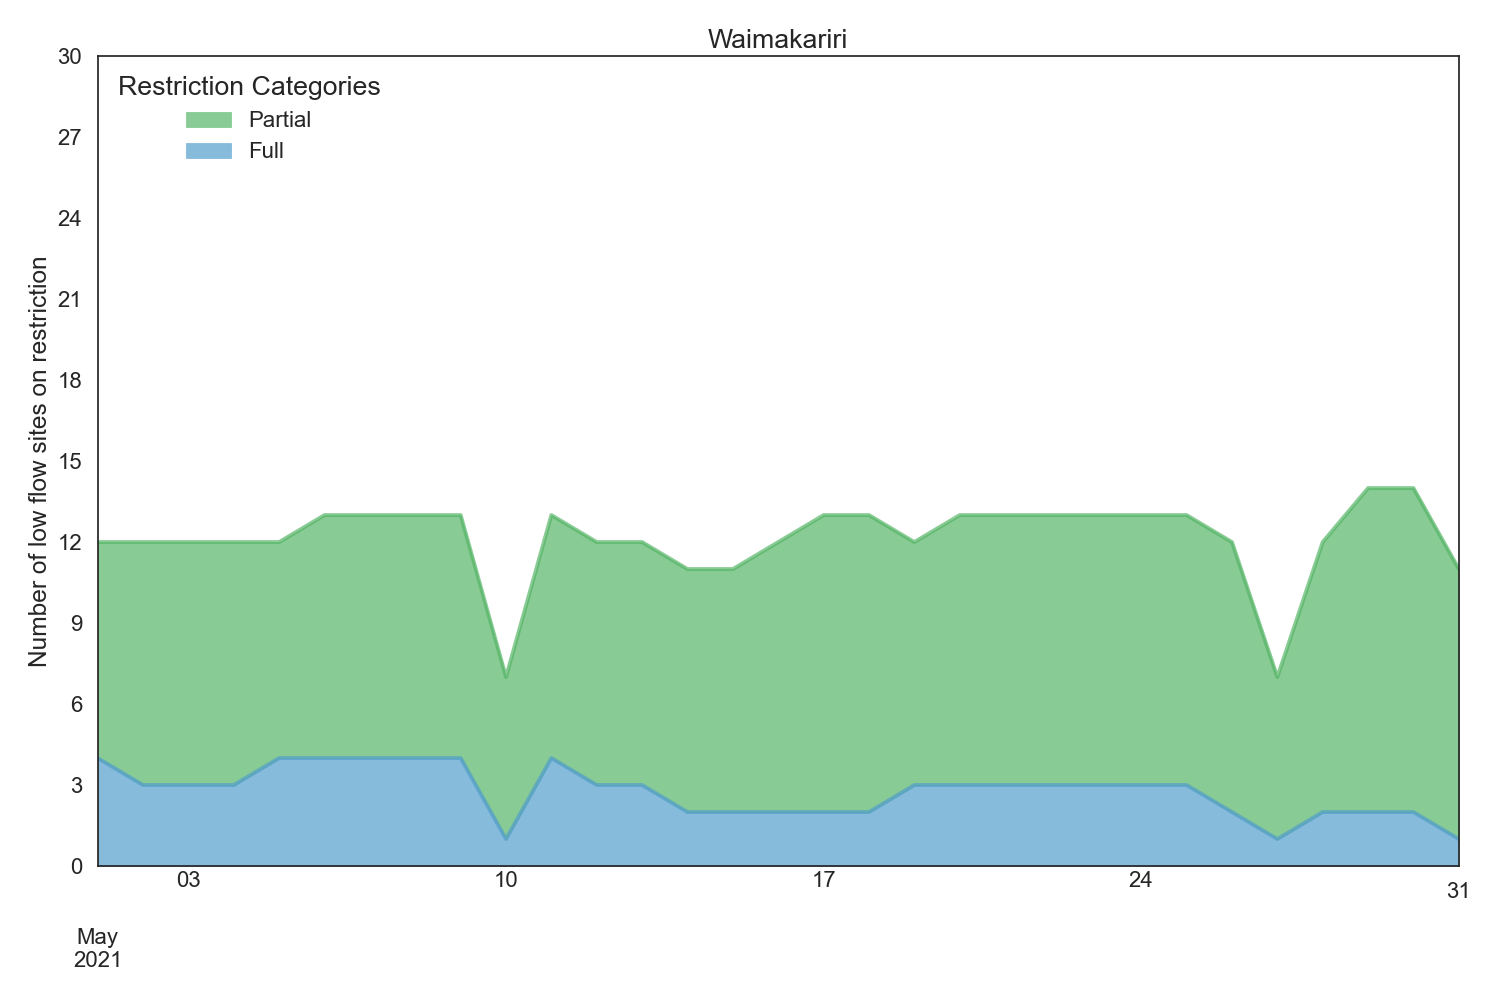 Waimakariri
Restriction Categories
Partial
Full
Number of low flow sites on restriction
30
27
24
21
18
15
12
9
6
3
0
03
10
17
24
31
May
2021